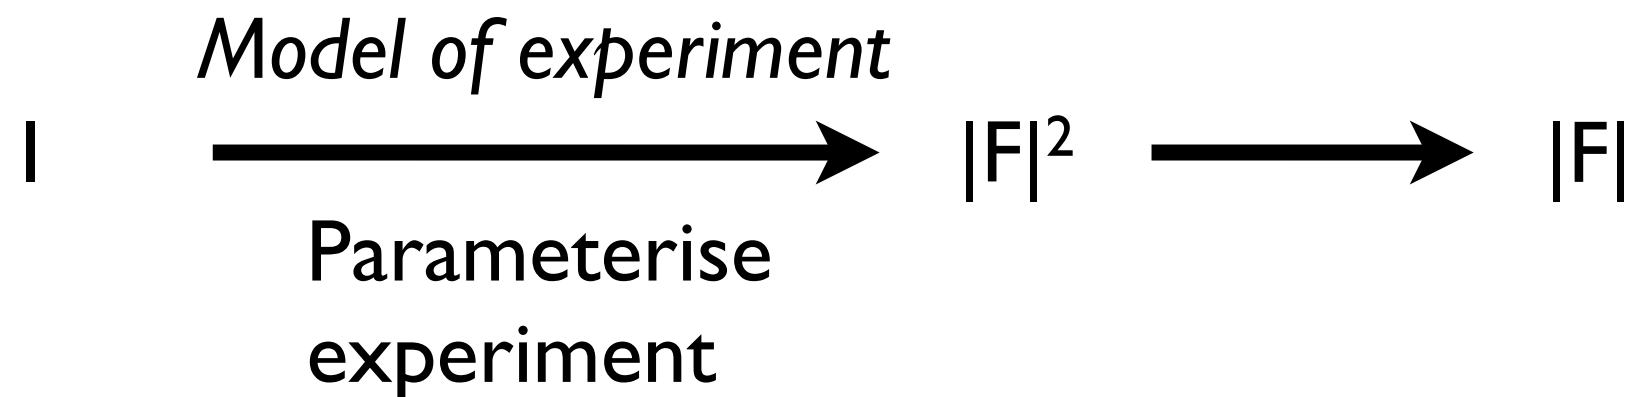 Model of experiment
I |F|² |F|
Parameterise
experiment